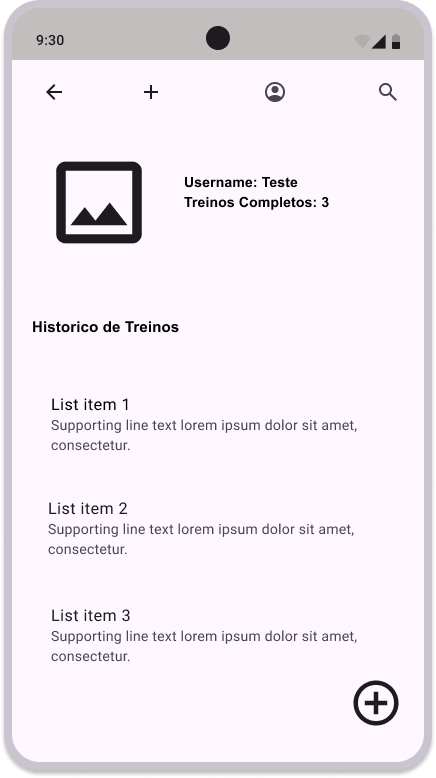 9:30
Username: Teste
Treinos Completos: 3
Historico de Treinos
List item 1
Supporting line text lorem ipsum dolor sit amet,
consectetur.
List item 2
Supporting line text lorem ipsum dolor sit amet,
consectetur.
List item 3
Supporting line text lorem ipsum dolor sit amet,
consectetur.